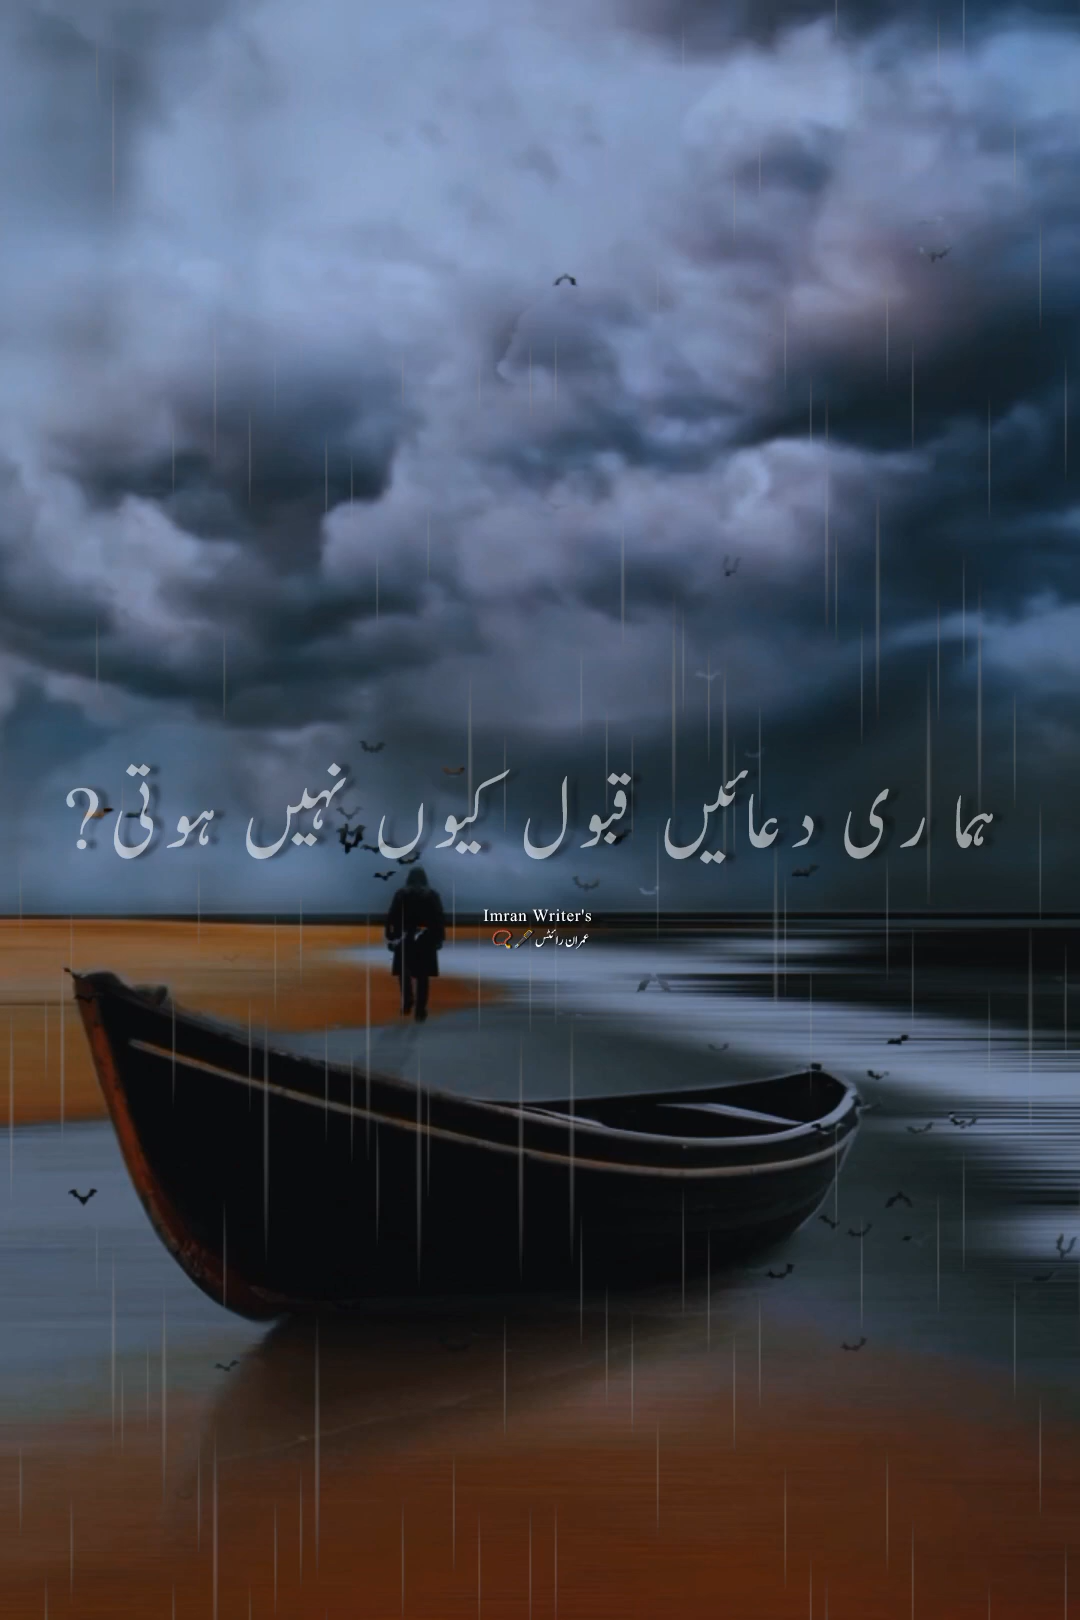 ہماری دعائیں قبول کیوں نہیں ہوتی?
Imran Writer's
عمران رائٹس